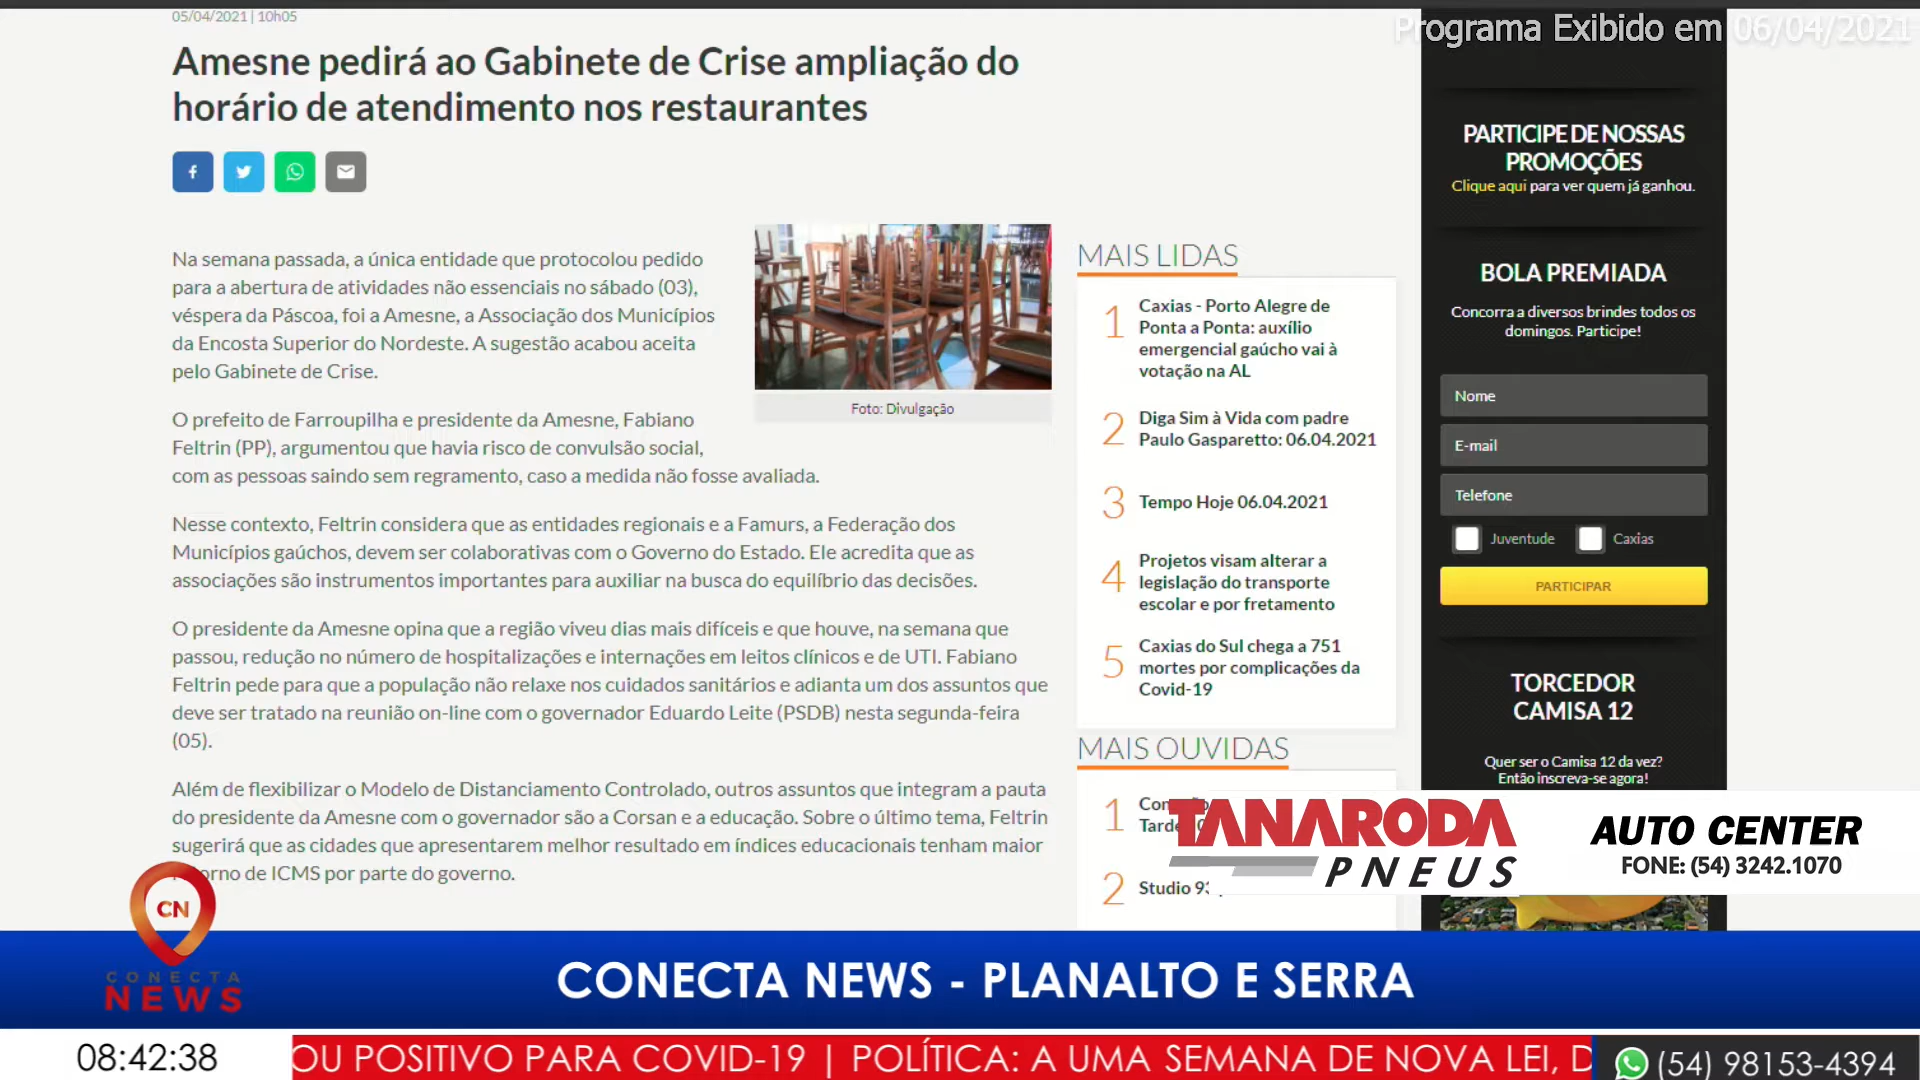 05/04/2021 | 10h05
Programa Exibido em 06/04/2021
Amesne pedirá ao Gabinete de Crise ampliação do
horário de atendimento nos restaurantes
Na semana passada, a única entidade que protocolou pedido
para a abertura de atividades não essenciais no sábado (03),
véspera da Páscoa, foi a Amesne, a Associação dos Municípios
da Encosta Superior do Nordeste. A sugestão acabou aceita
pelo Gabinete de Crise.
Foto: Divulgação
O prefeito de Farroupilha e presidente da Amesne, Fabiano
Feltrin (PP), argumentou que havia risco de convulsão social,
com as pessoas saindo sem regramento, caso a medida não fosse avaliada.
Nesse contexto, Feltrin considera que as entidades regionais e a Famurs, a Federação dos
Municípios gaúchos, devem ser colaborativas com o Governo do Estado. Ele acredita que as
associações são instrumentos importantes para auxiliar na busca do equilíbrio das decisões.
O presidente da Amesne opina que a região viveu dias mais difíceis e que houve, na semana que
passou, redução no número de hospitalizações e internações em leitos clínicos e de UTI. Fabiano
Feltrin pede para que a população não relaxe nos cuidados sanitários e adianta um dos assuntos que
deve ser tratado na reunião on-line com o governador Eduardo Leite (PSDB) nesta segunda-feira
(05).
Além de flexibilizar o Modelo de Distanciamento Controlado, outros assuntos que integram a pauta
do presidente da Amesne com o governador são a Corsan e a educação. Sobre o último tema, Feltrin
sugerirá que as cidades que apresentarem melhor resultado em índices educacionais tenham maior
de ICMS por parte do governo.
MAIS LIDAS
1 Caxias - Porto Alegre de
Ponta a Ponta: auxílio
emergencial gaúcho vai à
votação na AL
2 Diga Sim à Vida com padre
Paulo Gasparetto: 06.04.2021
3 Tempo Hoje 06.04.2021
4 Projetos visam alterar a
legislação do transporte
escolar e por fretamento
5 Caxias do Sul chega a 751
mortes por complicações da
Covid-19
MAIS OUVIDAS
1
2 Studio
PARTICIPE DE NOSSAS
PROMOÇÕES
Clique aqui para ver quem já ganhou.
BOLA PREMIADA
Concorra a diversos brindes todos os
domingos. Participe!
Nome
E-mail
Telefone
Juventude Caxias
PARTICIPAR
TORCEDOR
CAMISA 12
Quer ser o Camisa 12 da vez?
Então inscreva-se agora!
TANARODA
PNEUS
AUTO CENTER
FONE: (54) 3242.1070
CN
CONECTA
NEWS
CONECTA NEWS - PLANALTO E SERRA
08:42:38
OU POSITIVO PARA COVID-19 | POLÍTICA: A UMA SEMANA DE NOVA LEI, D
(54) 98153-4394